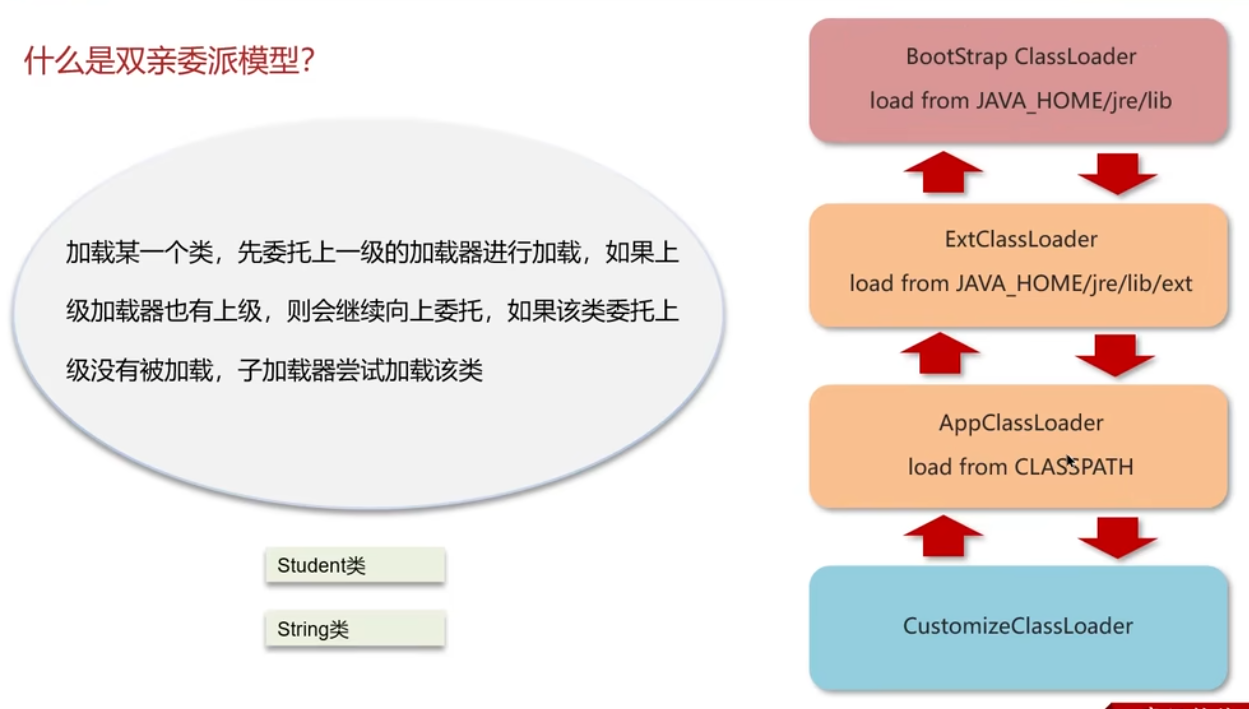 什么是双亲委派模型？
加载某一个类，先委托上一级的加载器进行加载，如果上
级加载器也有上级，则会继续向上委托，如果该类委托上
级没有被加载，子加载器尝试加载该类
Student类
String类
BootStrap ClassLoader
load from JAVA_HOME/jre/lib
ExtClassLoader
load from JAVA_HOME/jre/lib/ext
AppClassLoader
load from CLASSPATH
CustomizeClassLoader